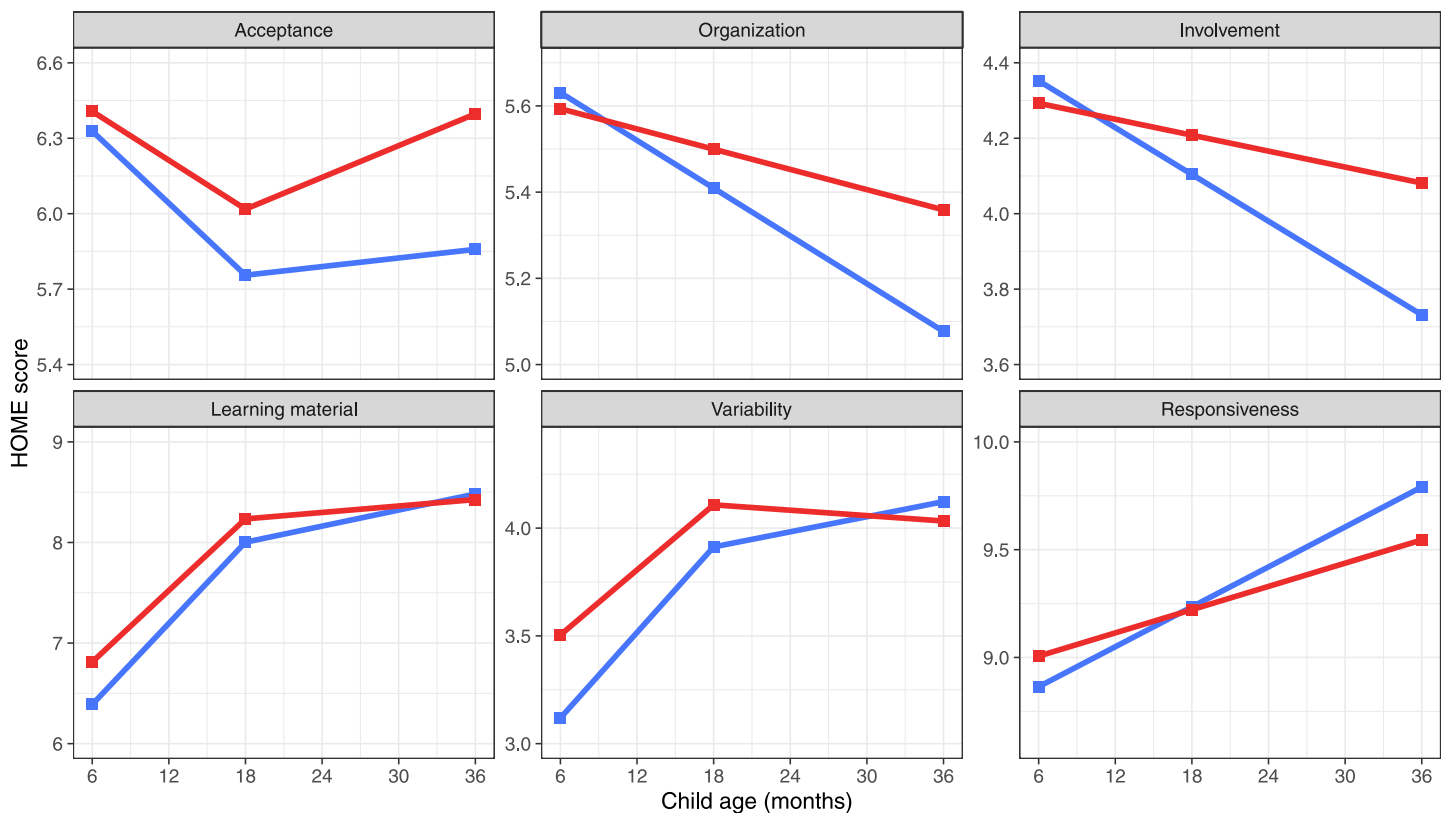 Acceptance
Organization
Involvement
6.6
6.3
6.0
5.7
5.4
5.6
5.4
5.2
5.0
4.4
4.2
4.0
3.8
3.6
HOME score
Learning material
Variability
Responsiveness
9
8
7
6
4.0
3.5
3.0
10.0
9.5
9.0
6 12 18 24 30 36
6 12 18 24 30 36
6 12 18 24 30 36
Child age (months)